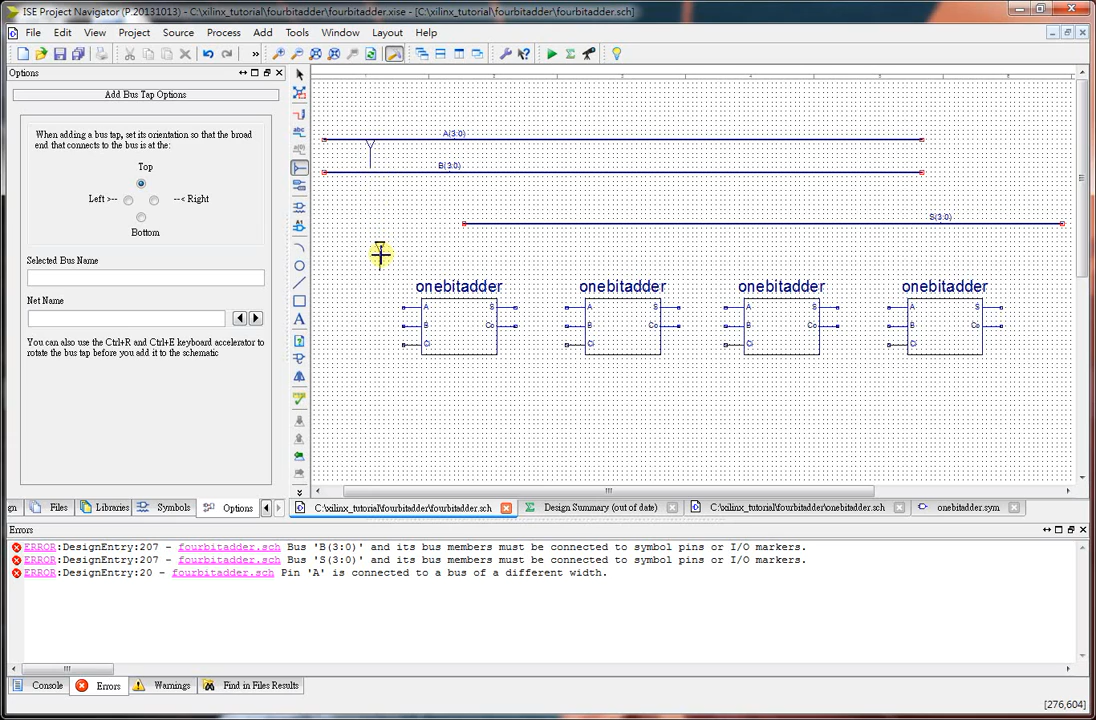 ISE Project Navigator (P.20131013) - C:\xilinx_tutorial\fourbitadder\fourbitadder.xise - [C:\xilinx_tutorial\fourbitadder\fourbitadder.sch]
File Edit View Project Source Process Add Tools Window Layout Help
»
Options
Add Bus Tap Options
When adding a bus tap, set its orientation so that the broad
end that connects to the bus is at the:
Top
Left >-- --< Right
Bottom
Selected Bus Name
Net Name
You can also use the Ctrl+R and Ctrl+E keyboard accelerator to
rotate the bus tap before you add it to the schematic
A(3:0)
B(3:0)
S(3:0)
onebitadder onebitadder onebitadder onebitadder
A S A S A S A S
B Co B Co B Co B Co
Ci Ci Ci Ci
gn Files Libraries Symbols Options
C:\xilinx_tutorial\fourbitadder\fourbitadder.sch Design Summary (out of date) C:\xilinx_tutorial\fourbitadder\onebitadder.sch onebitadder.sym
Errors
ERROR:DesignEntry:207 - fourbitadder.sch Bus 'B(3:0)' and its bus members must be connected to symbol pins or I/O markers.
ERROR:DesignEntry:207 - fourbitadder.sch Bus 'S(3:0)' and its bus members must be connected to symbol pins or I/O markers.
ERROR:DesignEntry:20 - fourbitadder.sch Pin 'A' is connected to a bus of a different width.
Console Errors Warnings Find in Files Results
[276,604]